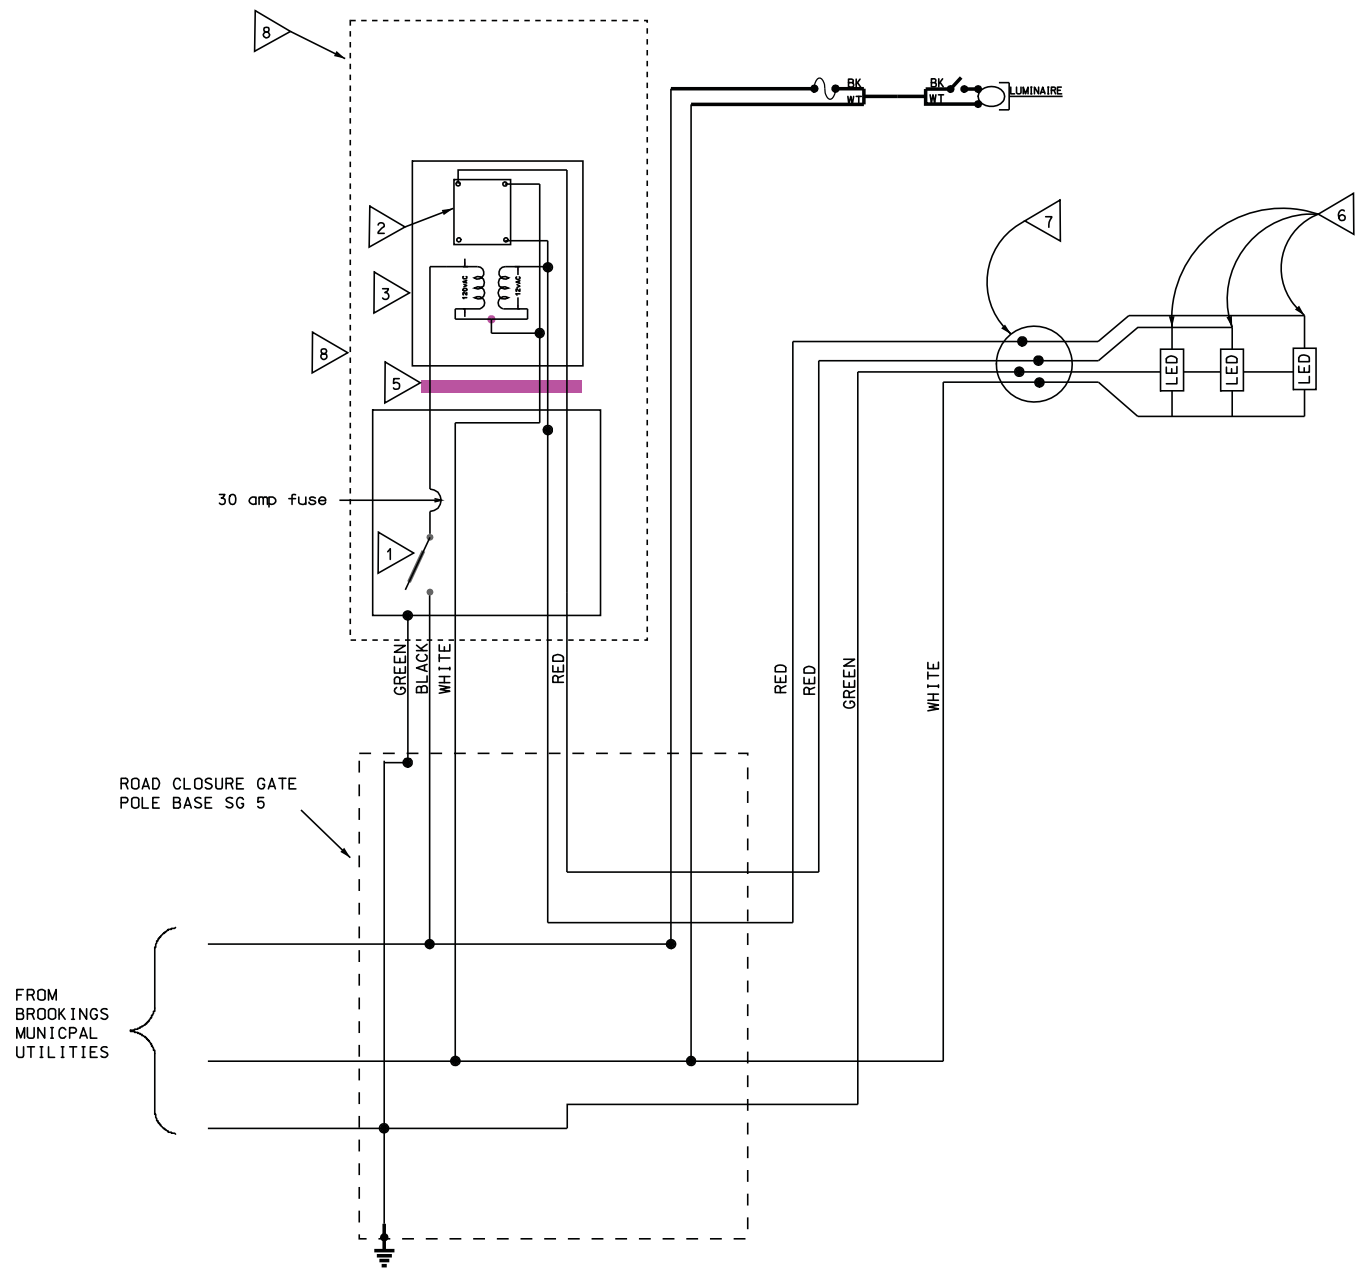 8
BK
WT
BK
WT
LUMINAIRE
2
7
6
120vAC
12vAC
3
8
5
LED
LED
LED
30 amp fuse
1
GREEN
BLACK
WHITE
RED
RED
RED
GREEN
WHITE
ROAD CLOSURE GATE
POLE BASE SG 5
FROM
BROOKINGS
MUNICPAL
UTILITIES